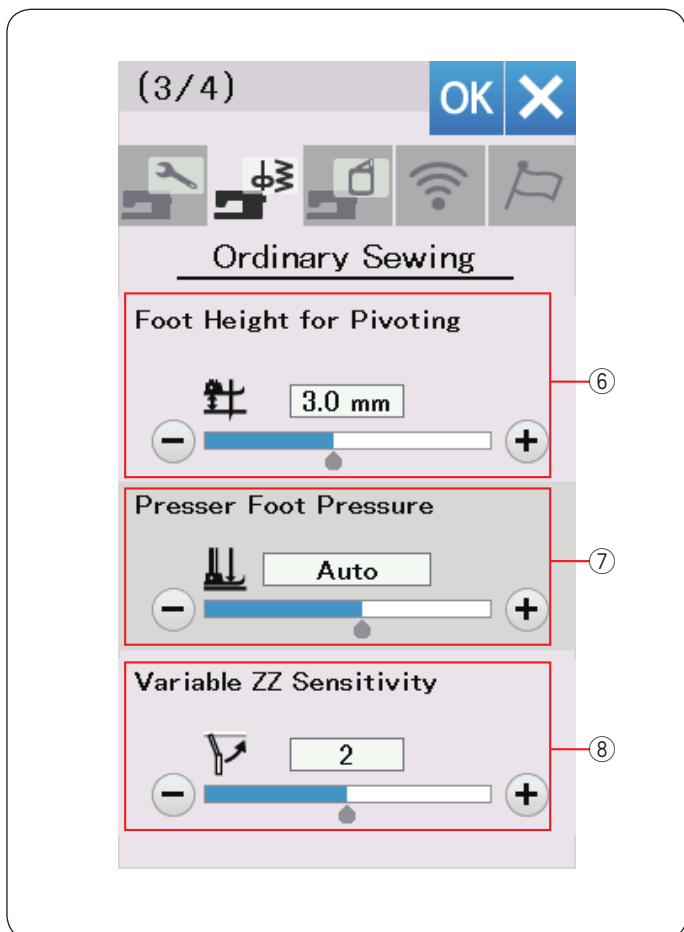 (3/4)
OK
Ordinary Sewing
Foot Height for Pivoting
3.0 mm
⑥
Presser Foot Pressure
Auto
⑦
Variable ZZ Sensitivity
2
⑧